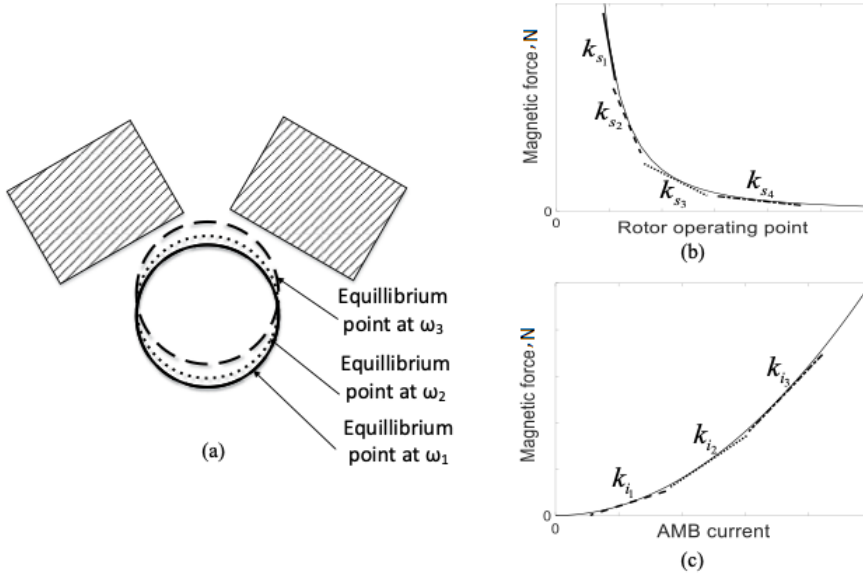 Equillibrium
point at ω₃
Equillibrium
point at ω₂
Equillibrium
point at ω₁
(a)
Magnetic force, N
kₛ₁
kₛ₂
kₛ₃
kₛ₄
0
0
Rotor operating point
(b)
Magnetic force, N
kᵢ₁
kᵢ₂
kᵢ₃
0
0
AMB current
(c)